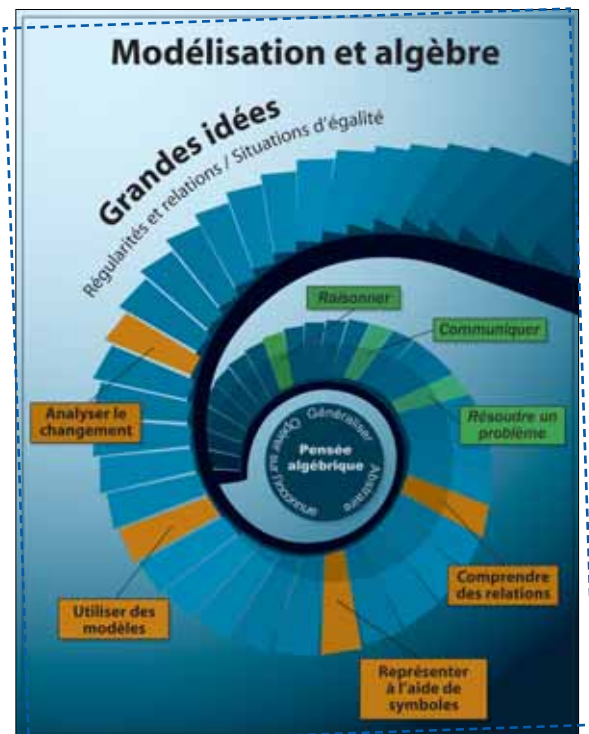 Modélisation et algèbre
Grandes idées
Régularités et relations / Situations d'égalité
Raisonner
Communiquer
Analyser le
changement
Résoudre un
problème
Généraliser
Abstraire
Opérer sur l'inconnue
Pensée
algébrique
Comprendre
des relations
Utiliser des
modèles
Représenter
à l'aide de
symboles